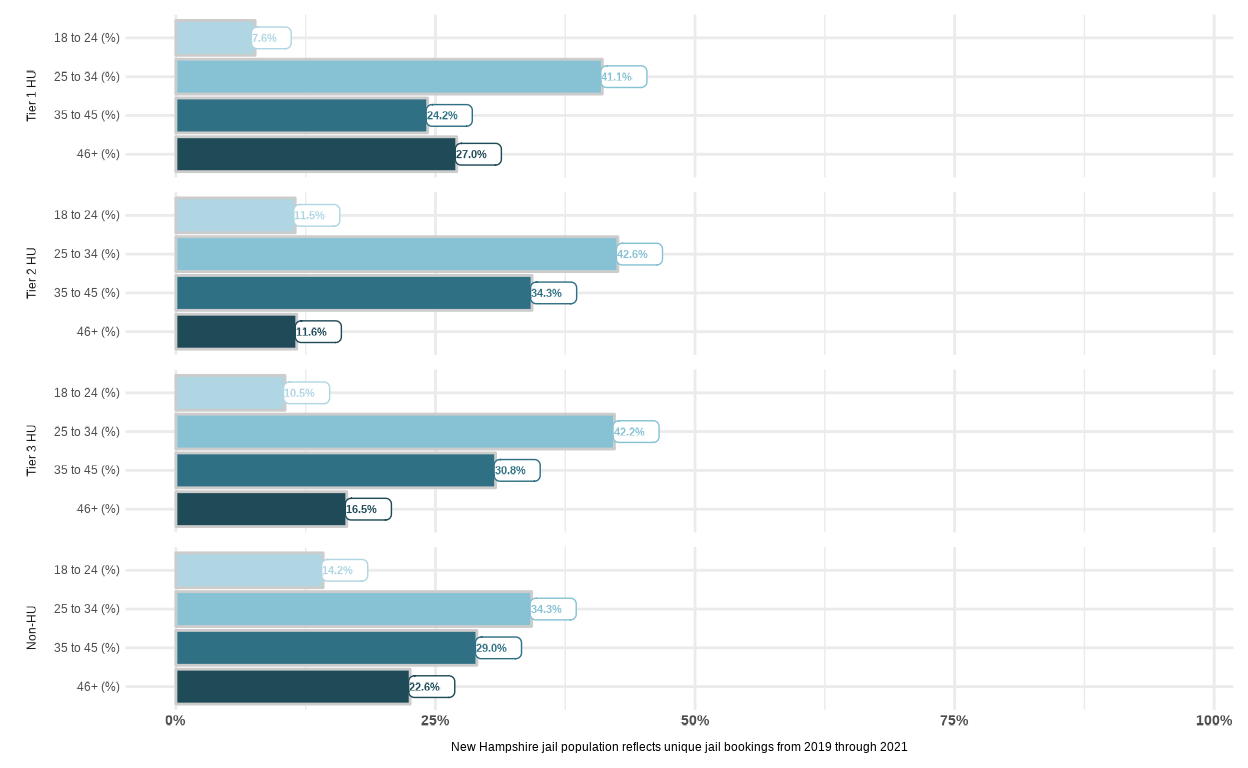 Tier 1 HU
18 to 24 (%) 7.6%
25 to 34 (%) 41.1%
35 to 45 (%) 24.2%
46+ (%) 27.0%
Tier 2 HU
18 to 24 (%) 11.5%
25 to 34 (%) 42.6%
35 to 45 (%) 34.3%
46+ (%) 11.6%
Tier 3 HU
18 to 24 (%) 10.5%
25 to 34 (%) 42.2%
35 to 45 (%) 30.8%
46+ (%) 16.5%
Non-HU
18 to 24 (%) 14.2%
25 to 34 (%) 34.3%
35 to 45 (%) 29.0%
46+ (%) 22.6%
0% 25% 50% 75% 100%
New Hampshire jail population reflects unique jail bookings from 2019 through 2021